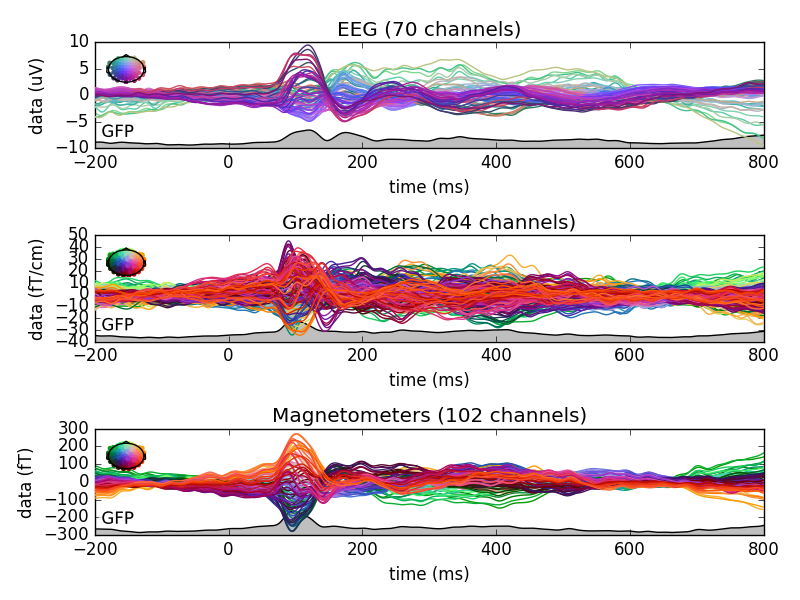 EEG (70 channels)
data (uV)
10
5
0
−5
−10
GFP
−200 0 200 400 600 800
time (ms)
Gradiometers (204 channels)
data (fT/cm)
50
40
30
20
10
0
−10
−20
−30
−40
GFP
−200 0 200 400 600 800
time (ms)
Magnetometers (102 channels)
data (fT)
300
200
100
0
−100
−200
−300
GFP
−200 0 200 400 600 800
time (ms)